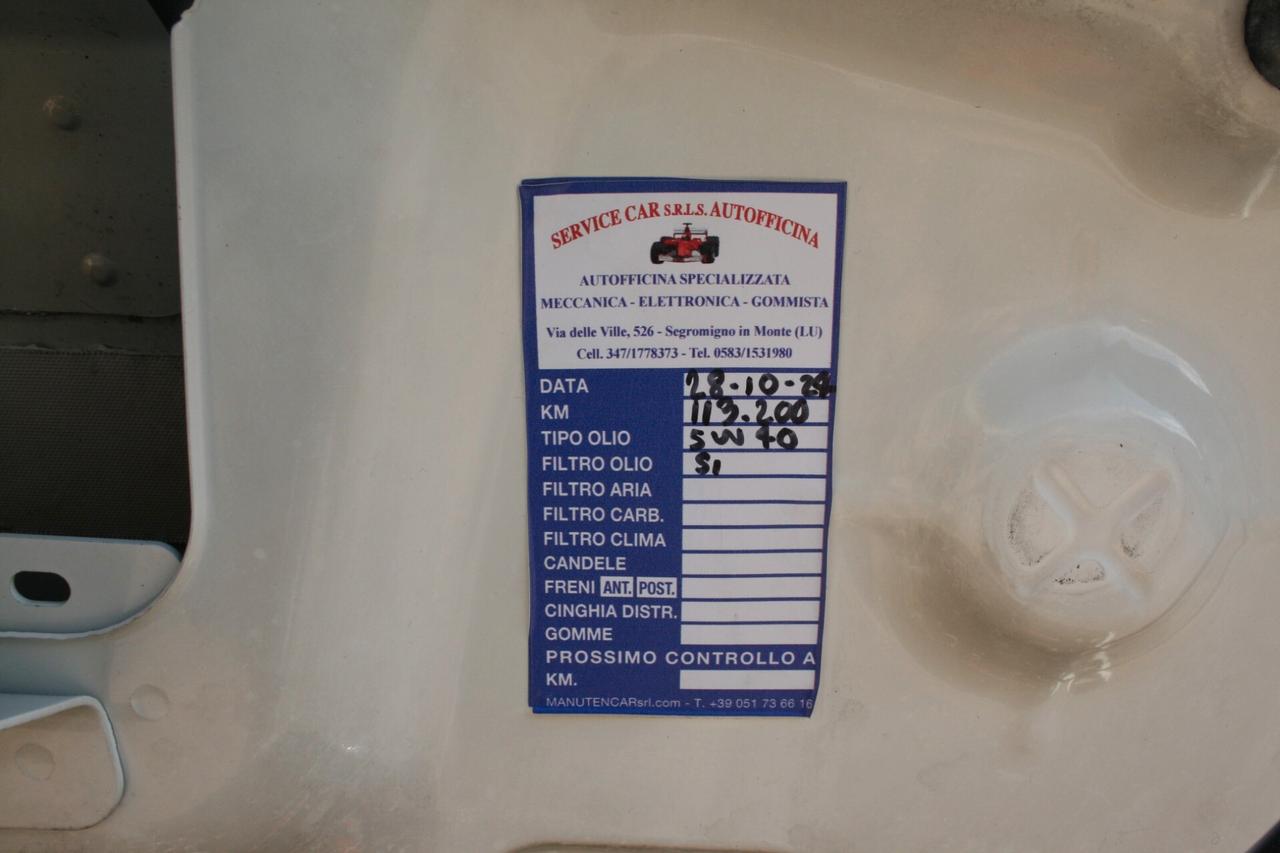 SERVICE CAR S.R.L.S. AUTOFFICINA
AUTOFFICINA SPECIALIZZATA
MECCANICA - ELETTRONICA - GOMMISTA
Via delle Ville, 526 - Segromigno in Monte (LU)
Cell. 347/1778373 - Tel. 0583/1531980
DATA 28-10-24
KM 113.200
TIPO OLIO 5W40
FILTRO OLIO Si
FILTRO ARIA
FILTRO CARB.
FILTRO CLIMA
CANDELE
FRENI ANT. POST.
CINGHIA DISTR.
GOMME
PROSSIMO CONTROLLO A
KM.
MANUTENCARsrl.com - T. +39 051 73 66 16